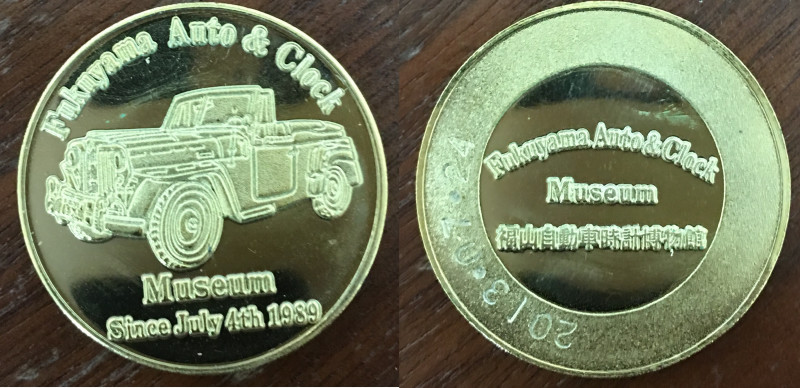 Fukuyama Auto & Clock
Museum
Since July 4th 1989
Fukuyama Auto & Clock
Museum
福山自動車時計博物館
2013・07・24